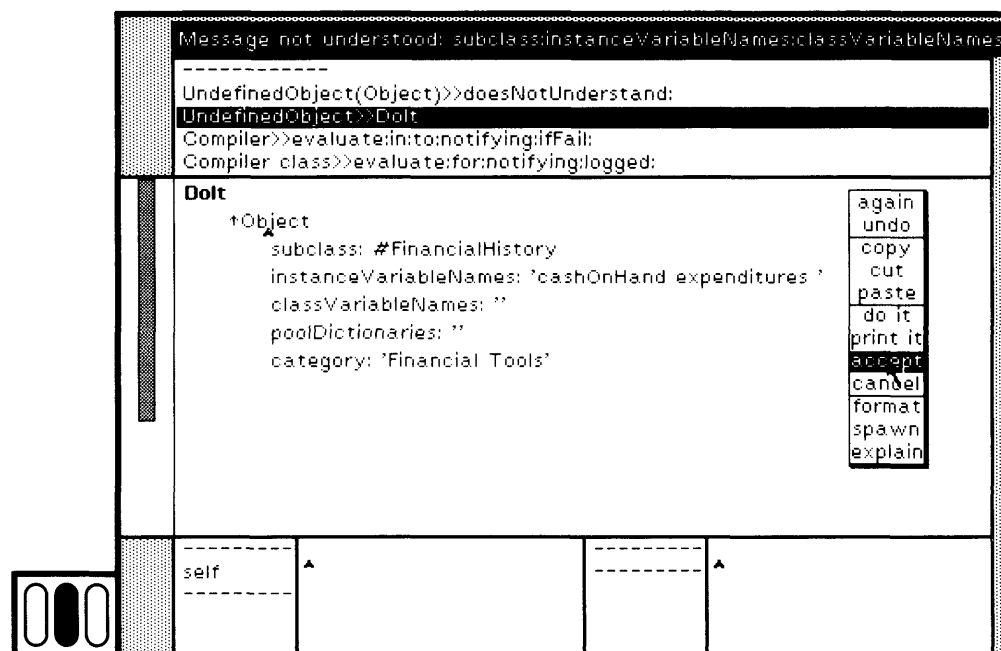 Message not understood: subclass:instanceVariableNames:classVariableNames
------------
UndefinedObject(Object)>>doesNotUnderstand:
UndefinedObject>>DoIt
Compiler>>evaluate:in:to:notifying:ifFail:
Compiler class>>evaluate:for:notifying:logged:
DoIt
↑Object
subclass: #FinancialHistory
instanceVariableNames: 'cashOnHand expenditures '
classVariableNames: ''
poolDictionaries: ''
category: 'Financial Tools'
again
undo
copy
cut
paste
do it
print it
accept
cancel
format
spawn
explain
---------
self
---------
---------
---------